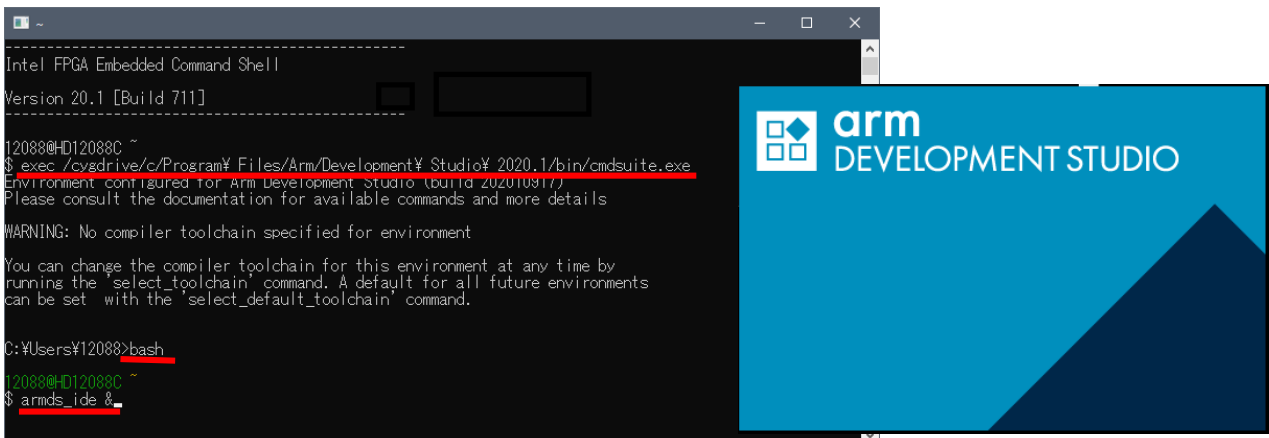 ~
------------------------------------------------
Intel FPGA Embedded Command Shell
Version 20.1 [Build 711]
------------------------------------------------
12088@HD12088C ~
$ exec /cygdrive/c/Program¥ Files/Arm/Development¥ Studio¥ 2020.1/bin/cmdsuite.exe
Environment configured for Arm Development Studio (build 202010917)
Please consult the documentation for available commands and more details
WARNING: No compiler toolchain specified for environment
You can change the compiler toolchain for this environment at any time by
running the 'select_toolchain' command. A default for all future environments
can be set  with the 'select_default_toolchain' command.
C:¥Users¥12088>bash
12088@HD12088C ~
$ armds_ide &
arm
DEVELOPMENT STUDIO